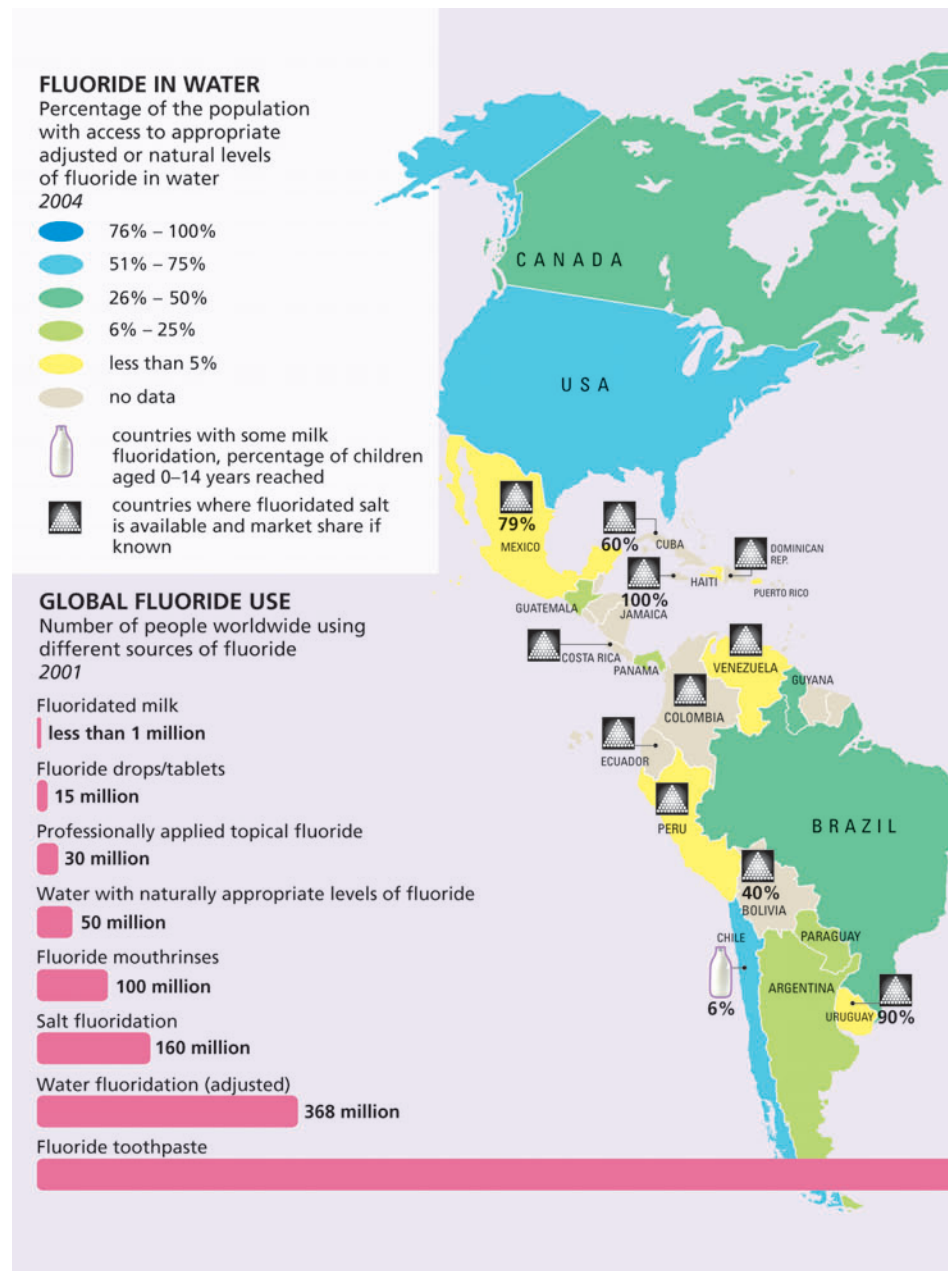 FLUORIDE IN WATER
Percentage of the population
with access to appropriate
adjusted or natural levels
of fluoride in water
2004
76% – 100%
51% – 75%
26% – 50%
6% – 25%
less than 5%
no data
countries with some milk
fluoridation, percentage of children
aged 0–14 years reached
countries where fluoridated salt
is available and market share if
known
GLOBAL FLUORIDE USE
Number of people worldwide using
different sources of fluoride
2001
Fluoridated milk
less than 1 million
Fluoride drops/tablets
15 million
Professionally applied topical fluoride
30 million
Water with naturally appropriate levels of fluoride
50 million
Fluoride mouthrinses
100 million
Salt fluoridation
160 million
Water fluoridation (adjusted)
368 million
Fluoride toothpaste
CANADA
USA
79%
MEXICO
60%
CUBA
DOMINICAN
REP.
HAITI
PUERTO RICO
100%
JAMAICA
GUATEMALA
COSTA RICA
PANAMA
VENEZUELA
GUYANA
COLOMBIA
ECUADOR
PERU
BRAZIL
40%
BOLIVIA
CHILE
PARAGUAY
6%
ARGENTINA
URUGUAY
90%